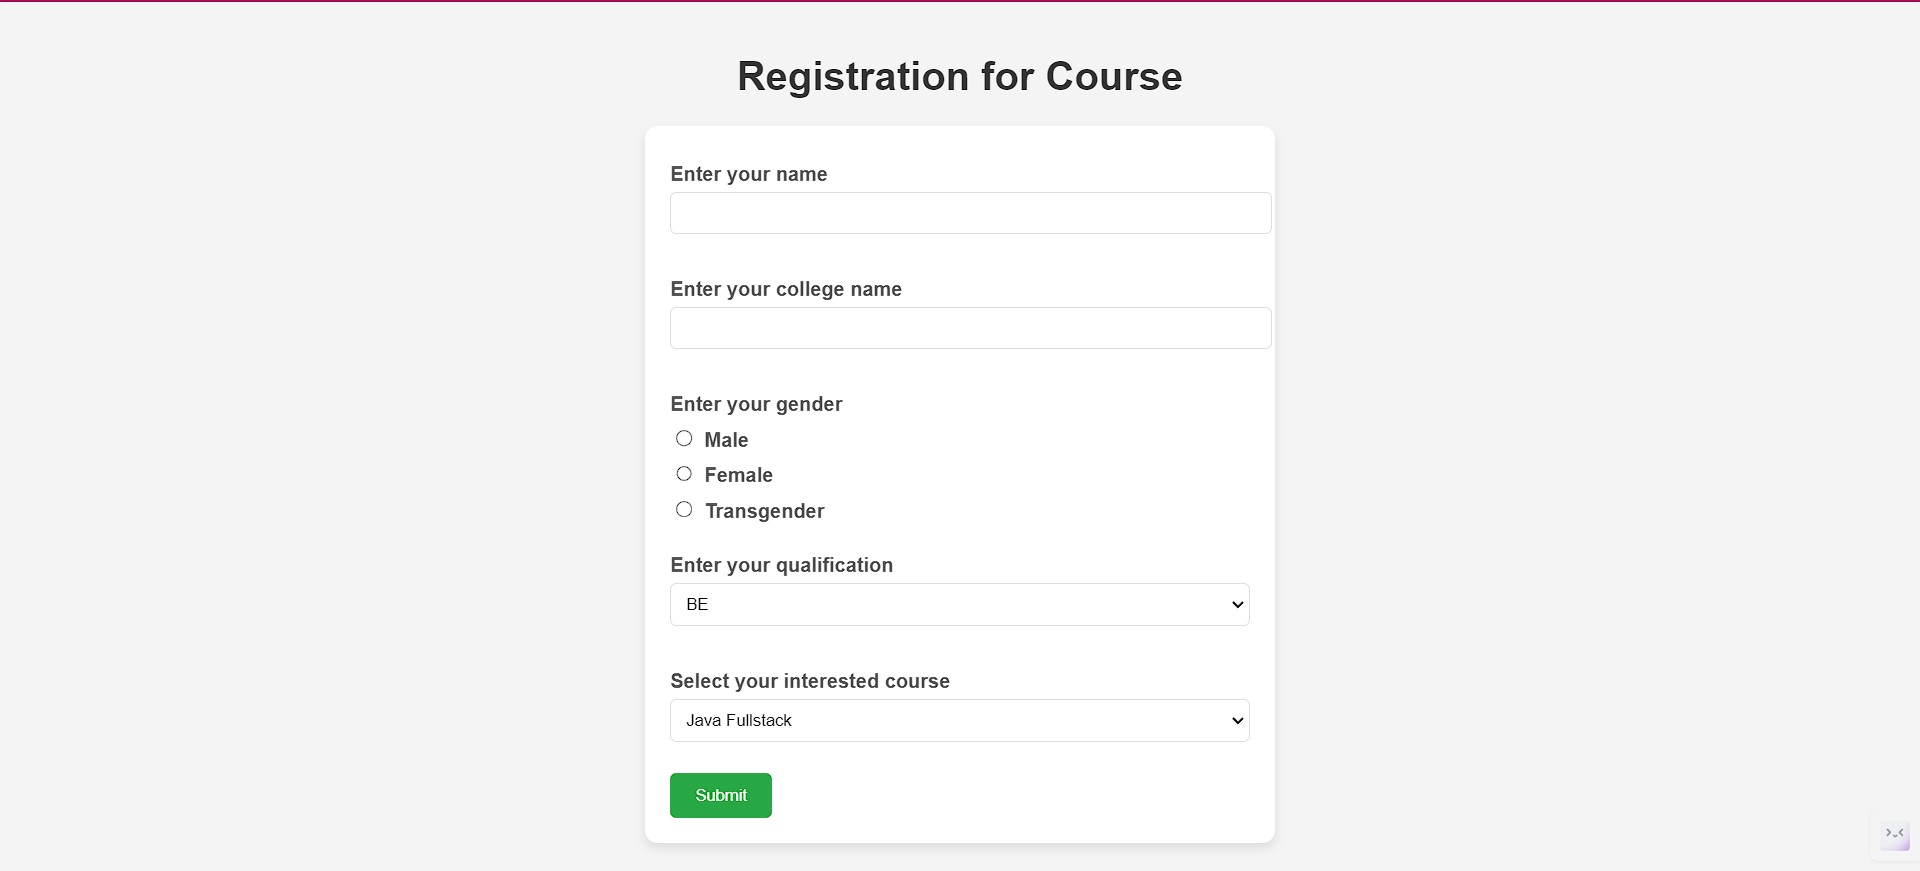 Registration for Course
Enter your name
Enter your college name
Enter your gender
Male
Female
Transgender
Enter your qualification
BE
Select your interested course
Java Fullstack
Submit